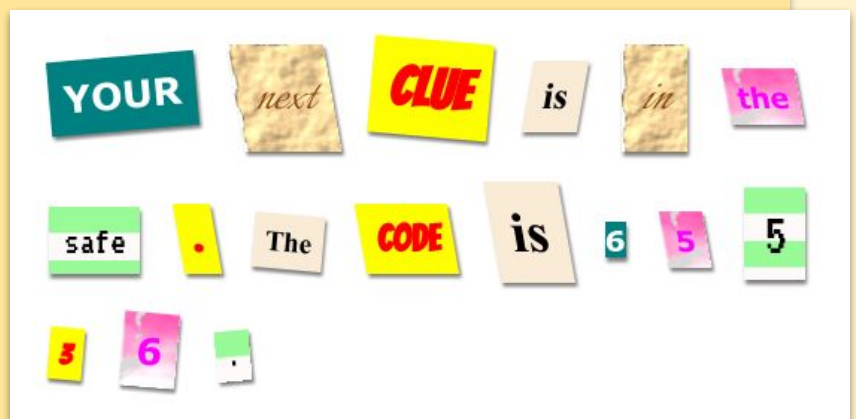 YOUR next CLUE is in the
safe . The CODE is 6 5 5
3 6 .